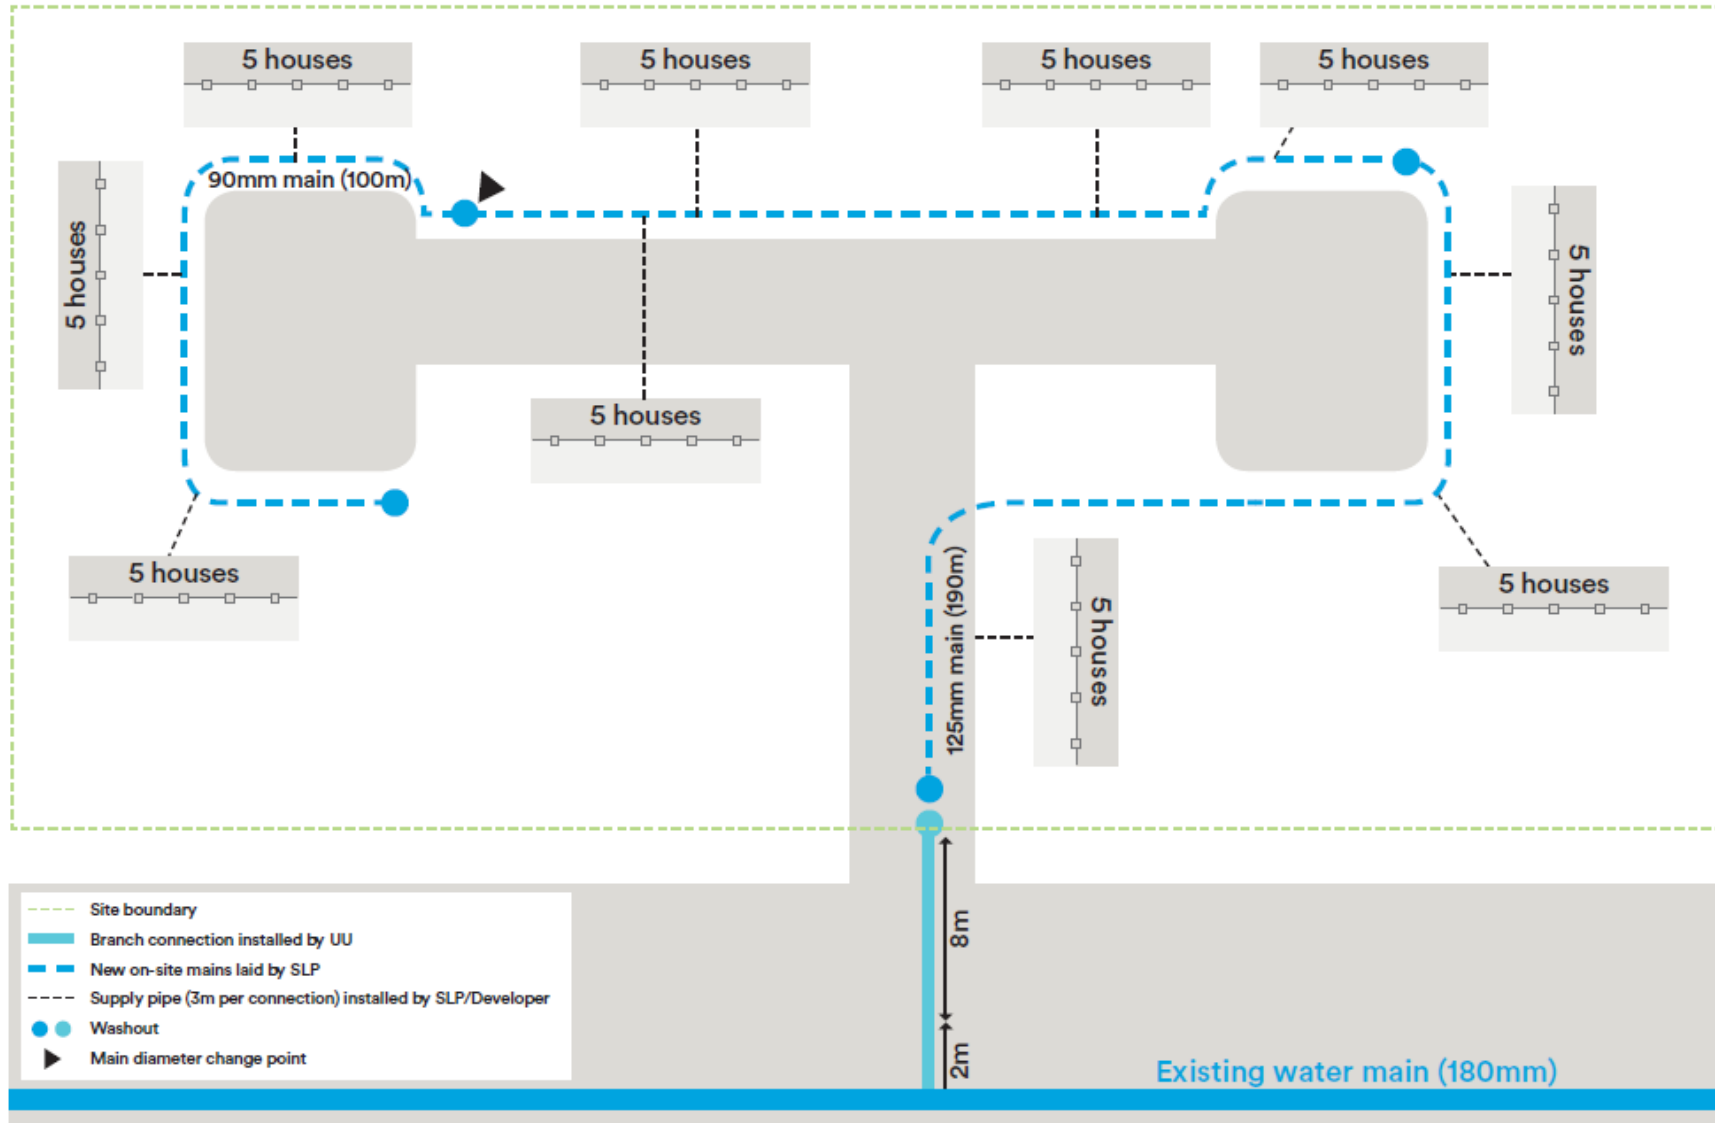 5 houses
5 houses
5 houses
5 houses
90mm main (100m)
5 houses
5 houses
5 houses
5 houses
5 houses
125mm main (190m)
5 houses
8m
2m
Site boundary
Branch connection installed by UU
New on-site mains laid by SLP
Supply pipe (3m per connection) installed by SLP/Developer
Washout
Main diameter change point
Existing water main (180mm)